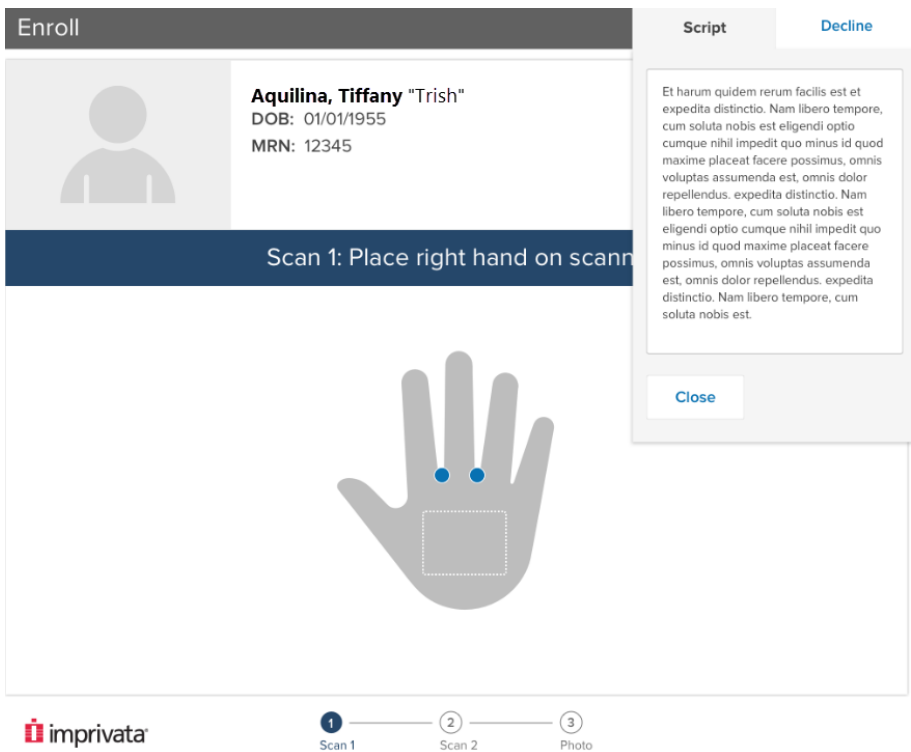 Enroll
Script
Decline
Aquilina, Tiffany "Trish"
DOB: 01/01/1955
MRN: 12345
Et harum quidem rerum facilis est et
expedita distinctio. Nam libero tempore,
cum soluta nobis est eligendi optio
cumque nihil impedit quo minus id quod
maxime placeat facere possimus, omnis
voluptas assumenda est, omnis dolor
repellendus. expedita distinctio. Nam
libero tempore, cum soluta nobis est
eligendi optio cumque nihil impedit quo
minus id quod maxime placeat facere
possimus, omnis voluptas assumenda
est, omnis dolor repellendus. expedita
distinctio. Nam libero tempore, cum
soluta nobis est.
Close
Scan 1: Place right hand on scann
imprivata
1
2
3
Scan 1
Scan 2
Photo